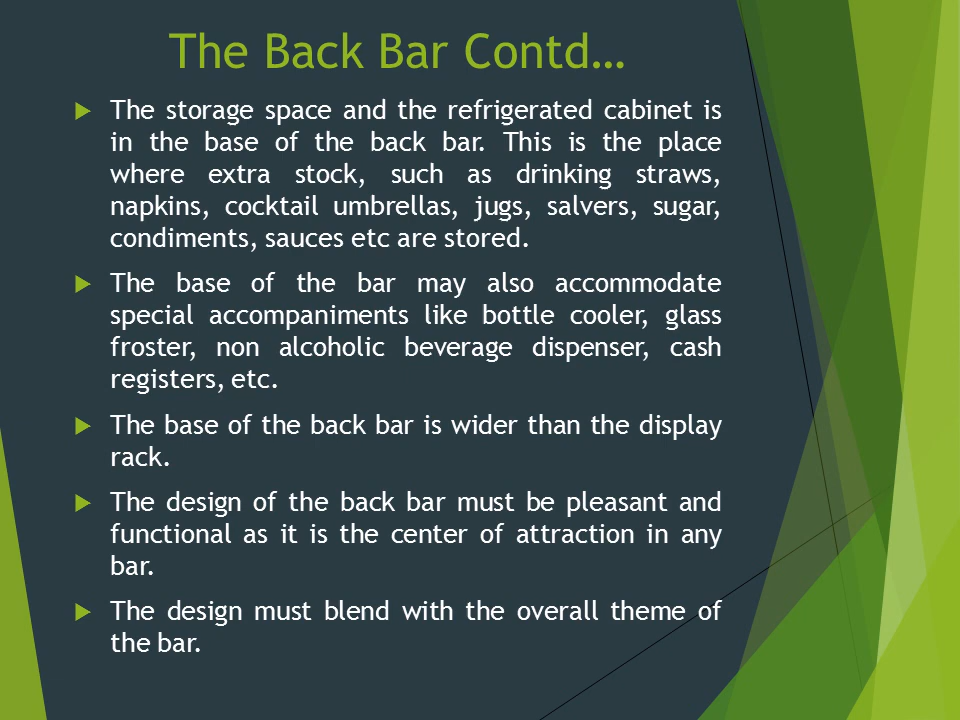 The Back Bar Contd…
The storage space and the refrigerated cabinet is
in the base of the back bar. This is the place
where extra stock, such as drinking straws,
napkins, cocktail umbrellas, jugs, salvers, sugar,
condiments, sauces etc are stored.
The base of the bar may also accommodate
special accompaniments like bottle cooler, glass
froster, non alcoholic beverage dispenser, cash
registers, etc.
The base of the back bar is wider than the display
rack.
The design of the back bar must be pleasant and
functional as it is the center of attraction in any
bar.
The design must blend with the overall theme of
the bar.